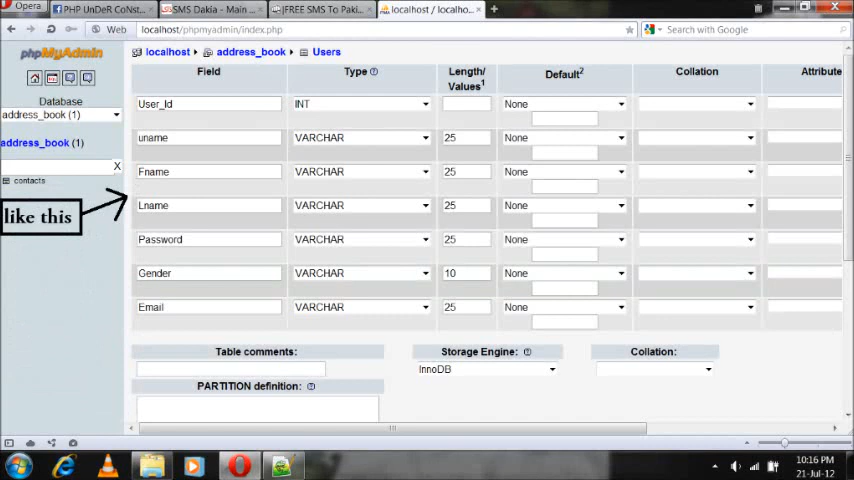 Opera
PHP UnDeR CoNst...
SMS Dakia - Main ...
JFREE SMS To Paki...
localhost / localho...
Web
localhost/phpmyadmin/index.php
Search with Google
phpMyAdmin
localhost
address_book
Users
Database
address_book (1)
address_book (1)
X
contacts
like this
Field
Type
Length/
Values1
Default2
Collation
Attribute
User_Id
INT
None
uname
VARCHAR
25
None
Fname
VARCHAR
25
None
Lname
VARCHAR
25
None
Password
VARCHAR
25
None
Gender
VARCHAR
10
None
Email
VARCHAR
25
None
Table comments:
Storage Engine:
Collation:
InnoDB
PARTITION definition:
10:16 PM
21-Jul-12